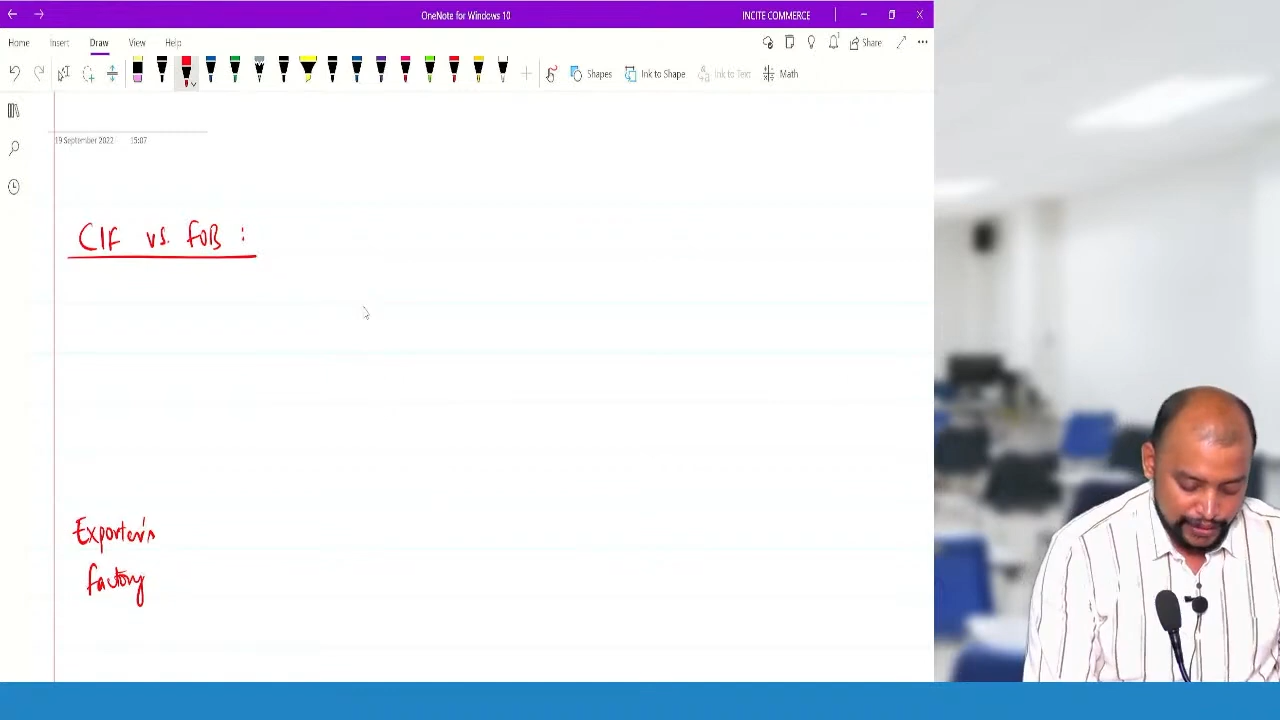 OneNote for Windows 10
INCITE COMMERCE
Home Insert Draw View Help
Share
Shapes Ink to Shape Ink to Text Math
19 September 2022 15:07
CIF vs. FOB :
Exporter's
factory